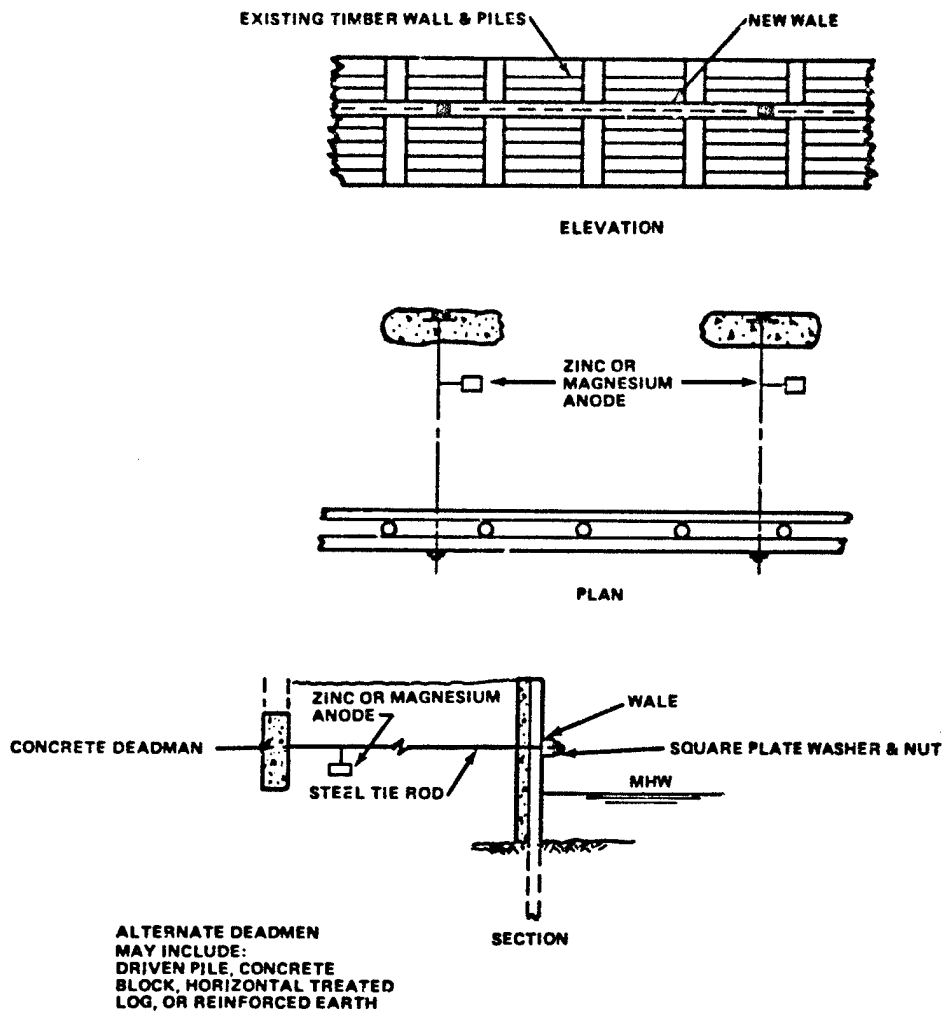 EXISTING TIMBER WALL & PILES
NEW WALE
ELEVATION
ZINC OR
MAGNESIUM
ANODE
PLAN
ZINC OR MAGNESIUM
ANODE
WALE
CONCRETE DEADMAN
SQUARE PLATE WASHER & NUT
STEEL TIE ROD
MHW
SECTION
ALTERNATE DEADMEN
MAY INCLUDE:
DRIVEN PILE, CONCRETE
BLOCK, HORIZONTAL TREATED
LOG, OR REINFORCED EARTH